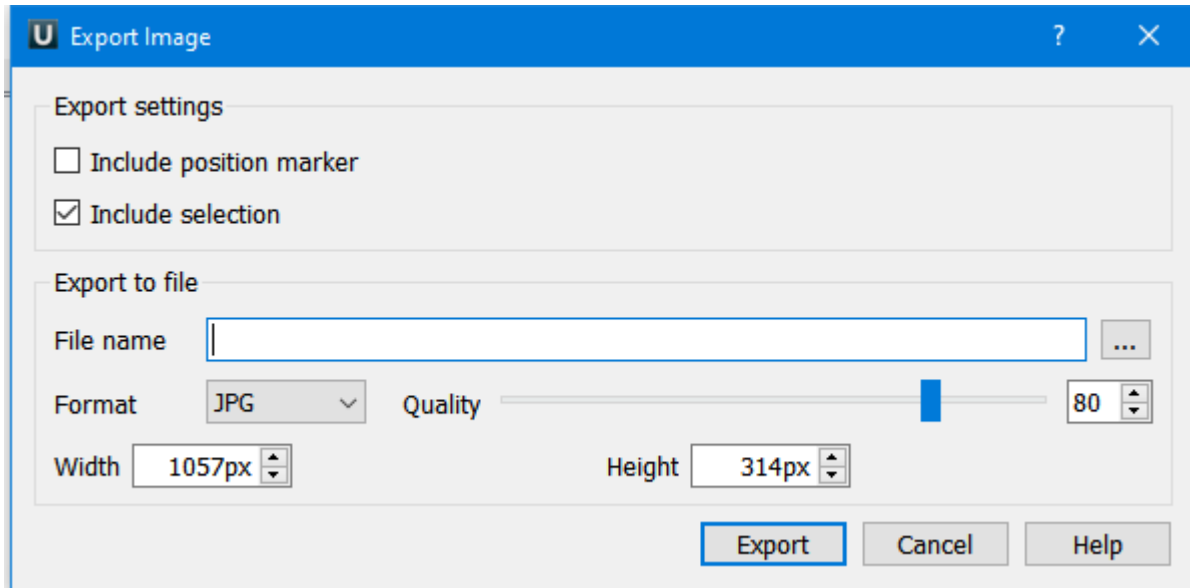 U Export Image ?
Export settings
Include position marker
Include selection
Export to file
File name ...
Format JPG Quality 80
Width 1057px Height 314px
Export Cancel Help